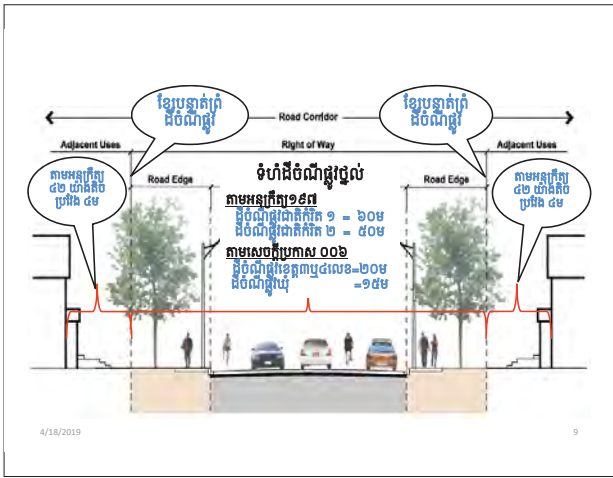 ខ្សែបន្ទាត់ព្រំ
ដីចំណីផ្លូវ
ខ្សែបន្ទាត់ព្រំ
ដីចំណីផ្លូវ
Road Corridor
Adjacent Uses
Right of Way
Adjacent Uses
តាមអនុក្រឹត្យ
៤២ យ៉ាងតិច
ប្រវែង ៤ម
Road Edge
ទំហំដីចំណីផ្លូវថ្នល់
Road Edge
តាមអនុក្រឹត្យ
៤២ យ៉ាងតិច
ប្រវែង ៤ម
តាមអនុក្រឹត្យ១៩៧
ដីចំណីផ្លូវជាតិកំរិត ១ = ៦០ម
ដីចំណីផ្លូវជាតិកំរិត ២ = ៥០ម
តាមសេចក្តីប្រកាស ០០៦
ដីចំណីផ្លូវខេត្ត៣ឬ៤លេខ=២០ម
ដីចំណីផ្លូវឃុំ =១៥ម
4/18/2019
9